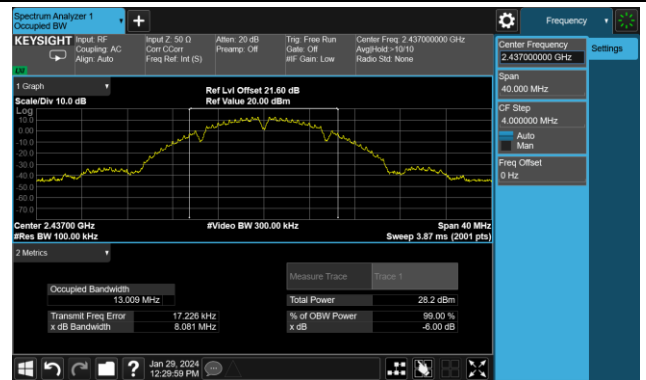 Spectrum Analyzer 1
Occupied BW
Frequency
KEYSIGHT
Input: RF
Coupling: AC
Align: Auto
Input Z: 50 Ω
Corr CCorr
Freq Ref: Int (S)
Atten: 20 dB
Preamp: Off
Trig: Free Run
Gate: Off
#IF Gain: Low
Center Freq: 2.437000000 GHz
Avg|Hold:>10/10
Radio Std: None
Center Frequency
2.437000000 GHz
Settings
Span
40.000 MHz
CF Step
4.000000 MHz
Auto
Man
Freq Offset
0 Hz
1 Graph
Scale/Div 10.0 dB
Ref Lvl Offset 21.60 dB
Ref Value 20.00 dBm
Log
10.0
0.00
-10.0
-20.0
-30.0
-40.0
-50.0
-60.0
-70.0
Center 2.43700 GHz
#Res BW 100.00 kHz
#Video BW 300.00 kHz
Span 40 MHz
Sweep 3.87 ms (2001 pts)
2 Metrics
Measure Trace
Trace 1
Occupied Bandwidth
13.009 MHz
Total Power
28.2 dBm
Transmit Freq Error
17.226 kHz
% of OBW Power
99.00 %
x dB Bandwidth
8.081 MHz
x dB
-6.00 dB
Jan 29, 2024
12:29:59 PM